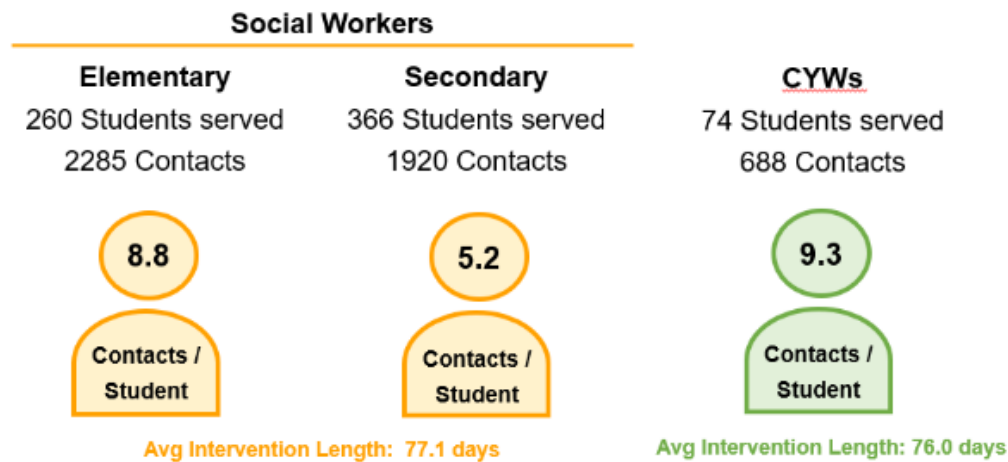 Social Workers
Elementary
260 Students served
2285 Contacts
8.8
Contacts /
Student
Secondary
366 Students served
1920 Contacts
5.2
Contacts /
Student
Avg Intervention Length: 77.1 days
CYWs
74 Students served
688 Contacts
9.3
Contacts /
Student
Avg Intervention Length: 76.0 days